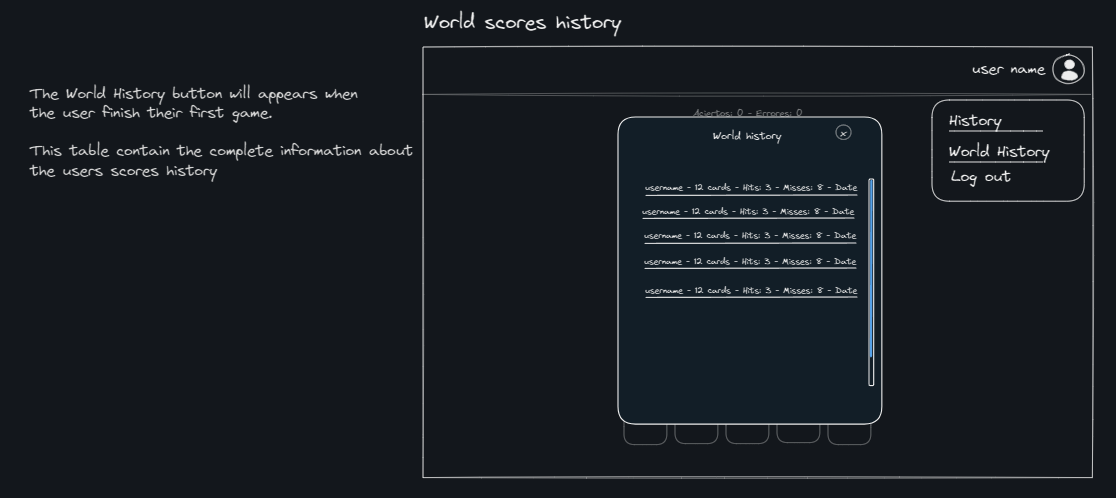 World scores history
The World History button will appears when
the user finish their first game.
This table contain the complete information about
the users scores history
user name
History
World History
Log out
Aciertos: 0 - Errores: 0
World history
x
username - 12 cards - Hits: 3 - Misses: 8 - Date
username - 12 cards - Hits: 3 - Misses: 8 - Date
username - 12 cards - Hits: 3 - Misses: 8 - Date
username - 12 cards - Hits: 3 - Misses: 8 - Date
username - 12 cards - Hits: 3 - Misses: 8 - Date